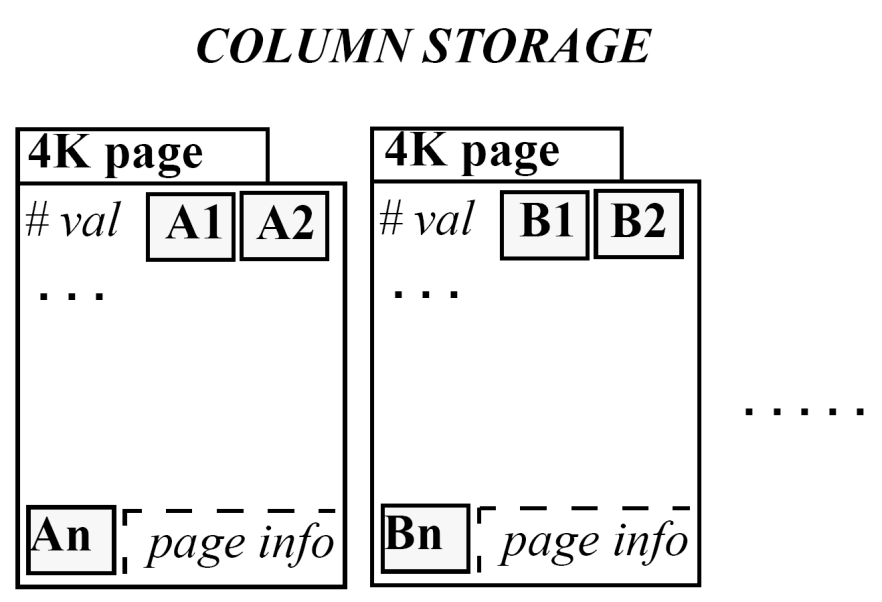 COLUMN STORAGE
4K page
# val A1 A2
. . .
An page info
4K page
# val B1 B2
. . .
Bn page info
. . . . .